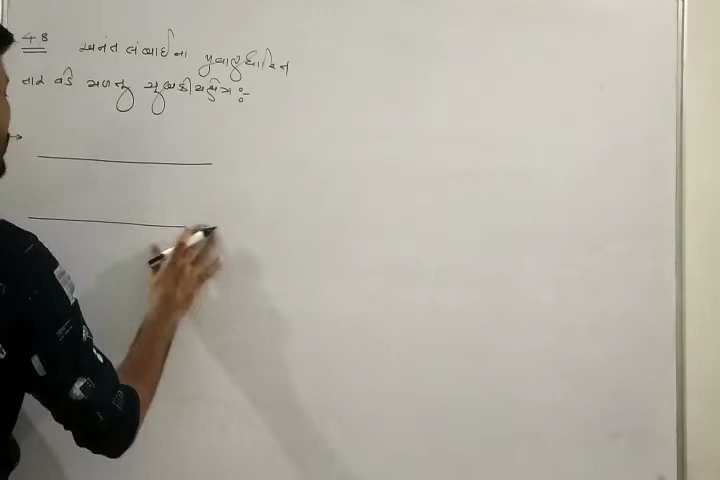 48 અનંત લંબાઈના પ્રવાહધારિત
તાર વડે મળતુ ચુંબકીયક્ષેત્ર :-